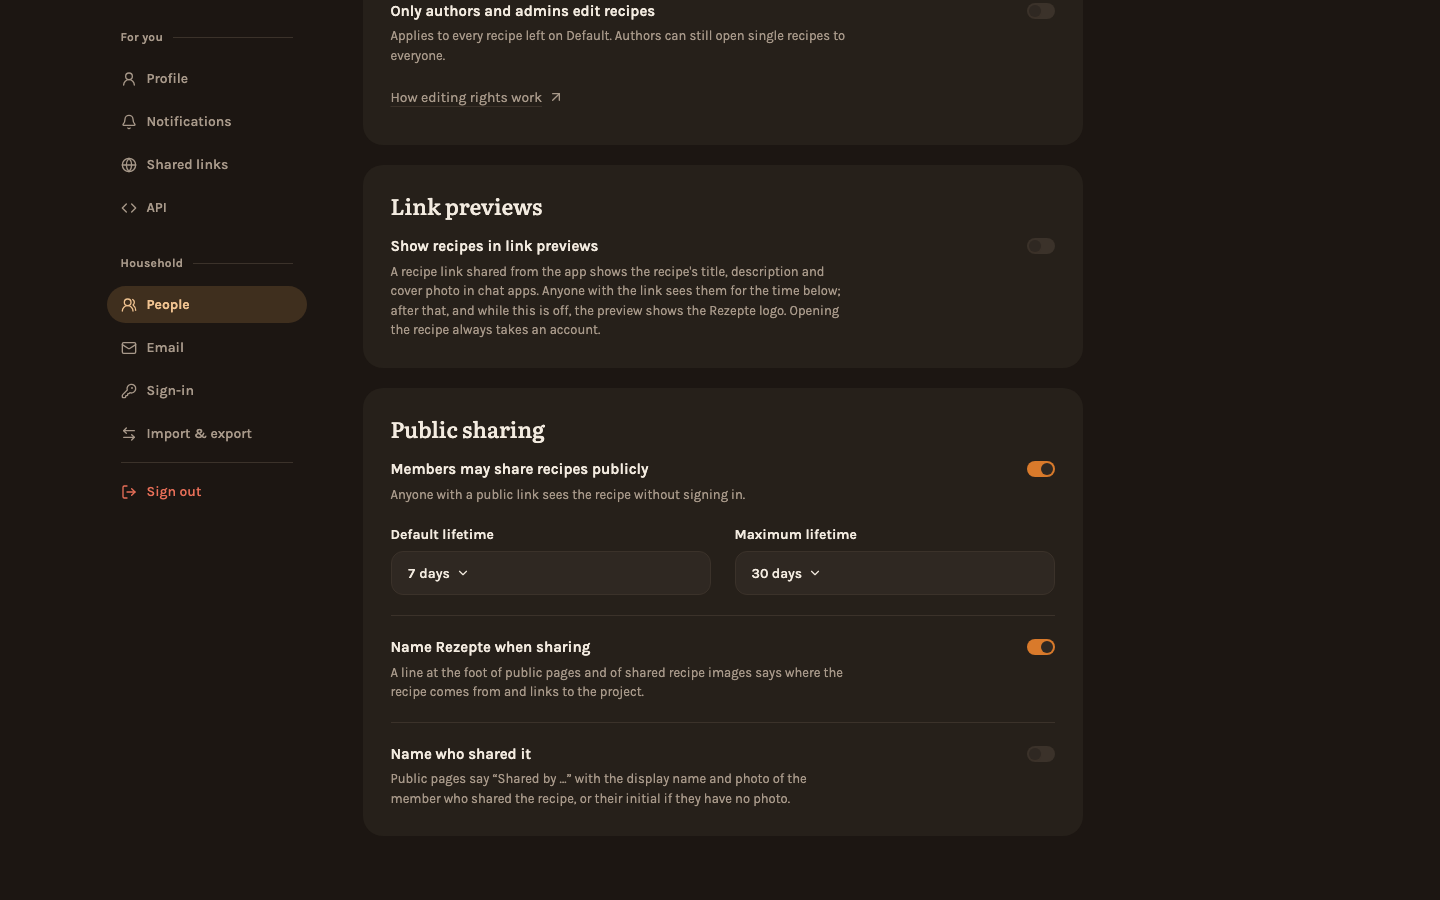 For you
Profile
Notifications
Shared links
API
Household
People
Email
Sign-in
Import & export
Sign out
Only authors and admins edit recipes
Applies to every recipe left on Default. Authors can still open single recipes to
everyone.
How editing rights work
Link previews
Show recipes in link previews
A recipe link shared from the app shows the recipe's title, description and
cover photo in chat apps. Anyone with the link sees them for the time below;
after that, and while this is off, the preview shows the Rezepte logo. Opening
the recipe always takes an account.
Public sharing
Members may share recipes publicly
Anyone with a public link sees the recipe without signing in.
Default lifetime
Maximum lifetime
7 days
30 days
Name Rezepte when sharing
A line at the foot of public pages and of shared recipe images says where the
recipe comes from and links to the project.
Name who shared it
Public pages say “Shared by …” with the display name and photo of the
member who shared the recipe, or their initial if they have no photo.